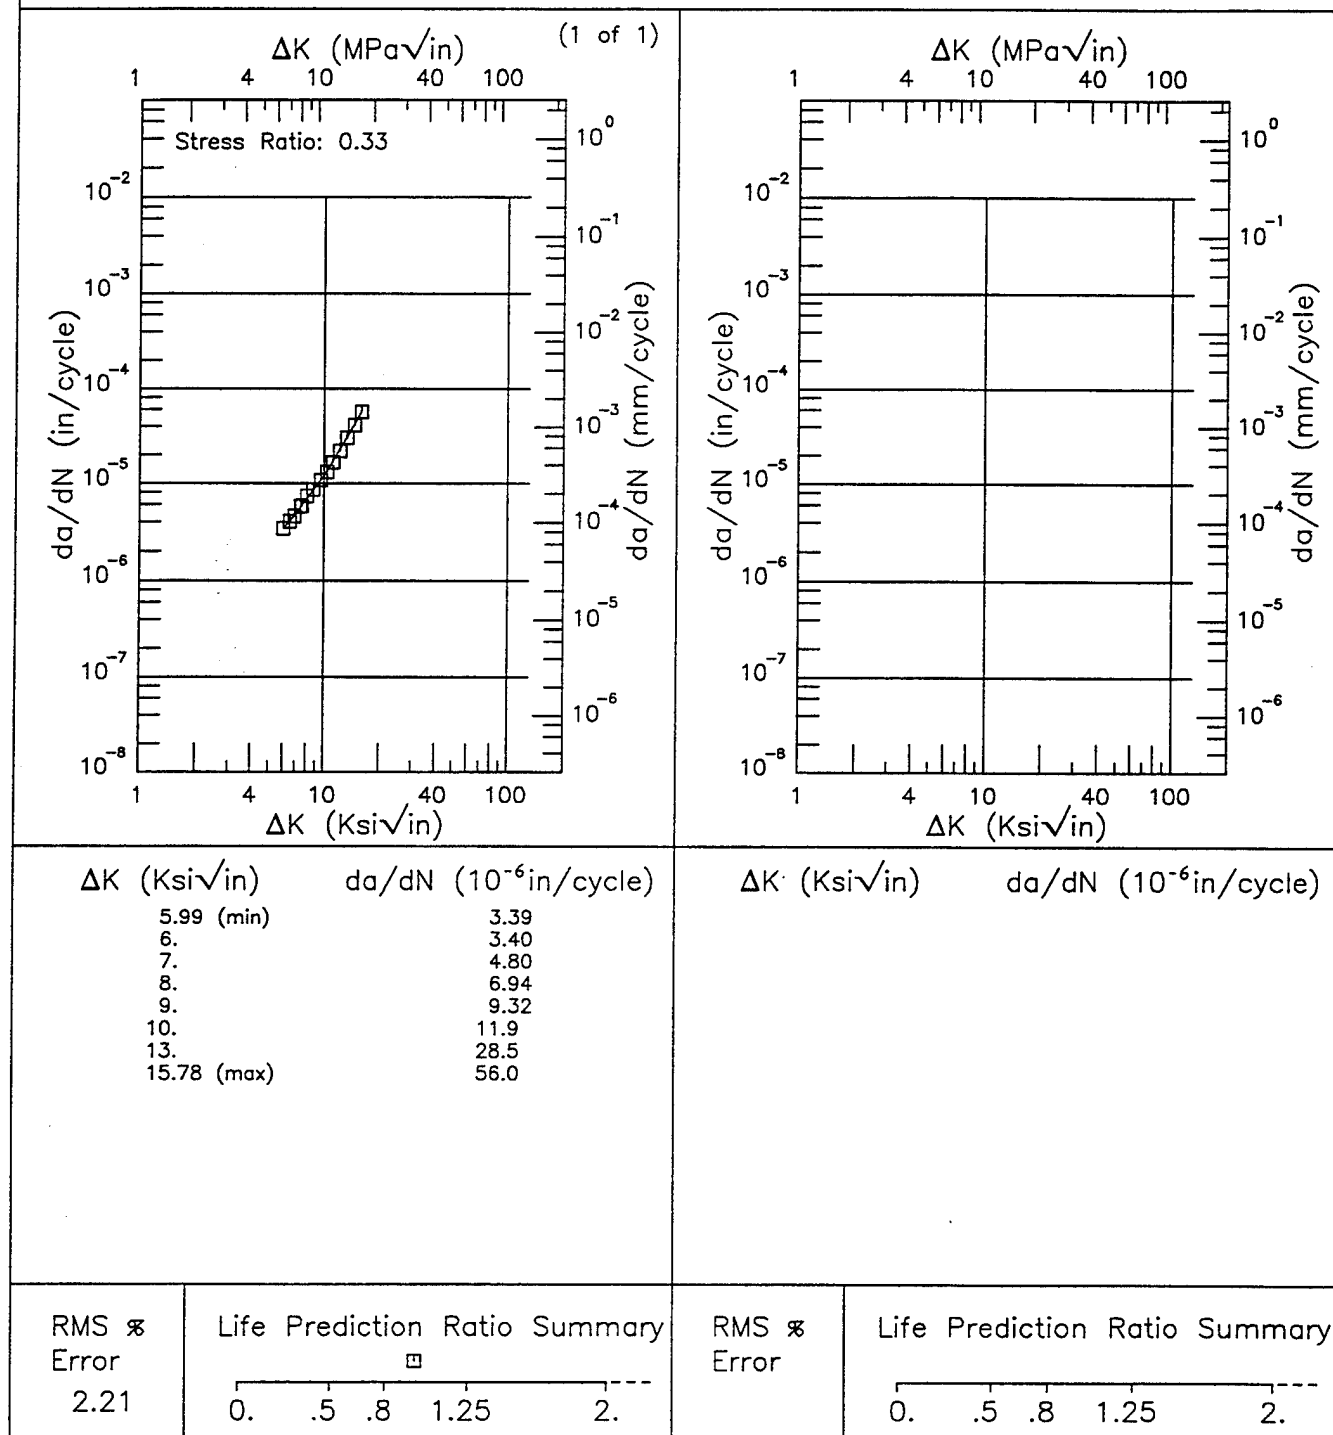 (1 of 1)
ΔK (MPa√in)
1 4 10 40 100
Stress Ratio: 0.33
10⁰
10⁻²
10⁻¹
10⁻³
10⁻²
10⁻⁴
10⁻³
10⁻⁵
10⁻⁴
10⁻⁶
10⁻⁵
10⁻⁷
10⁻⁶
10⁻⁸
da/dN (in/cycle)
da/dN (mm/cycle)
1 4 10 40 100
ΔK (Ksi√in)
ΔK (MPa√in)
1 4 10 40 100
10⁰
10⁻²
10⁻¹
10⁻³
10⁻²
10⁻⁴
10⁻³
10⁻⁵
10⁻⁴
10⁻⁶
10⁻⁵
10⁻⁷
10⁻⁶
10⁻⁸
da/dN (in/cycle)
da/dN (mm/cycle)
1 4 10 40 100
ΔK (Ksi√in)
ΔK (Ksi√in) da/dN (10⁻⁶in/cycle)
5.99 (min) 3.39
6. 3.40
7. 4.80
8. 6.94
9. 9.32
10. 11.9
13. 28.5
15.78 (max) 56.0
ΔK (Ksi√in) da/dN (10⁻⁶in/cycle)
RMS %
Error
2.21
Life Prediction Ratio Summary
0. .5 .8 1.25 2.
RMS %
Error
Life Prediction Ratio Summary
0. .5 .8 1.25 2.